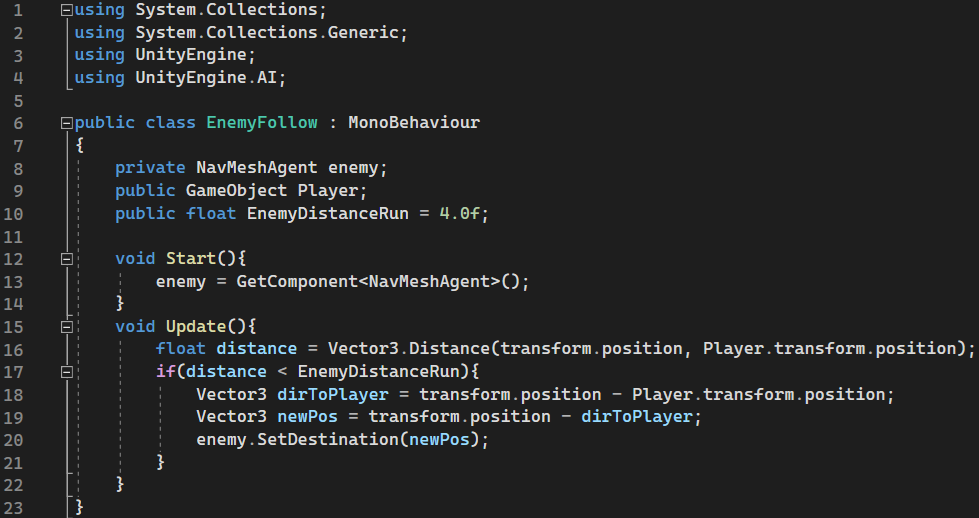 1 using System.Collections;
2 using System.Collections.Generic;
3 using UnityEngine;
4 using UnityEngine.AI;
5
6 public class EnemyFollow : MonoBehaviour
7 {
8     private NavMeshAgent enemy;
9     public GameObject Player;
10     public float EnemyDistanceRun = 4.0f;
11
12     void Start(){
13         enemy = GetComponent<NavMeshAgent>();
14     }
15     void Update(){
16         float distance = Vector3.Distance(transform.position, Player.transform.position);
17         if(distance < EnemyDistanceRun){
18             Vector3 dirToPlayer = transform.position - Player.transform.position;
19             Vector3 newPos = transform.position - dirToPlayer;
20             enemy.SetDestination(newPos);
21         }
22     }
23 }